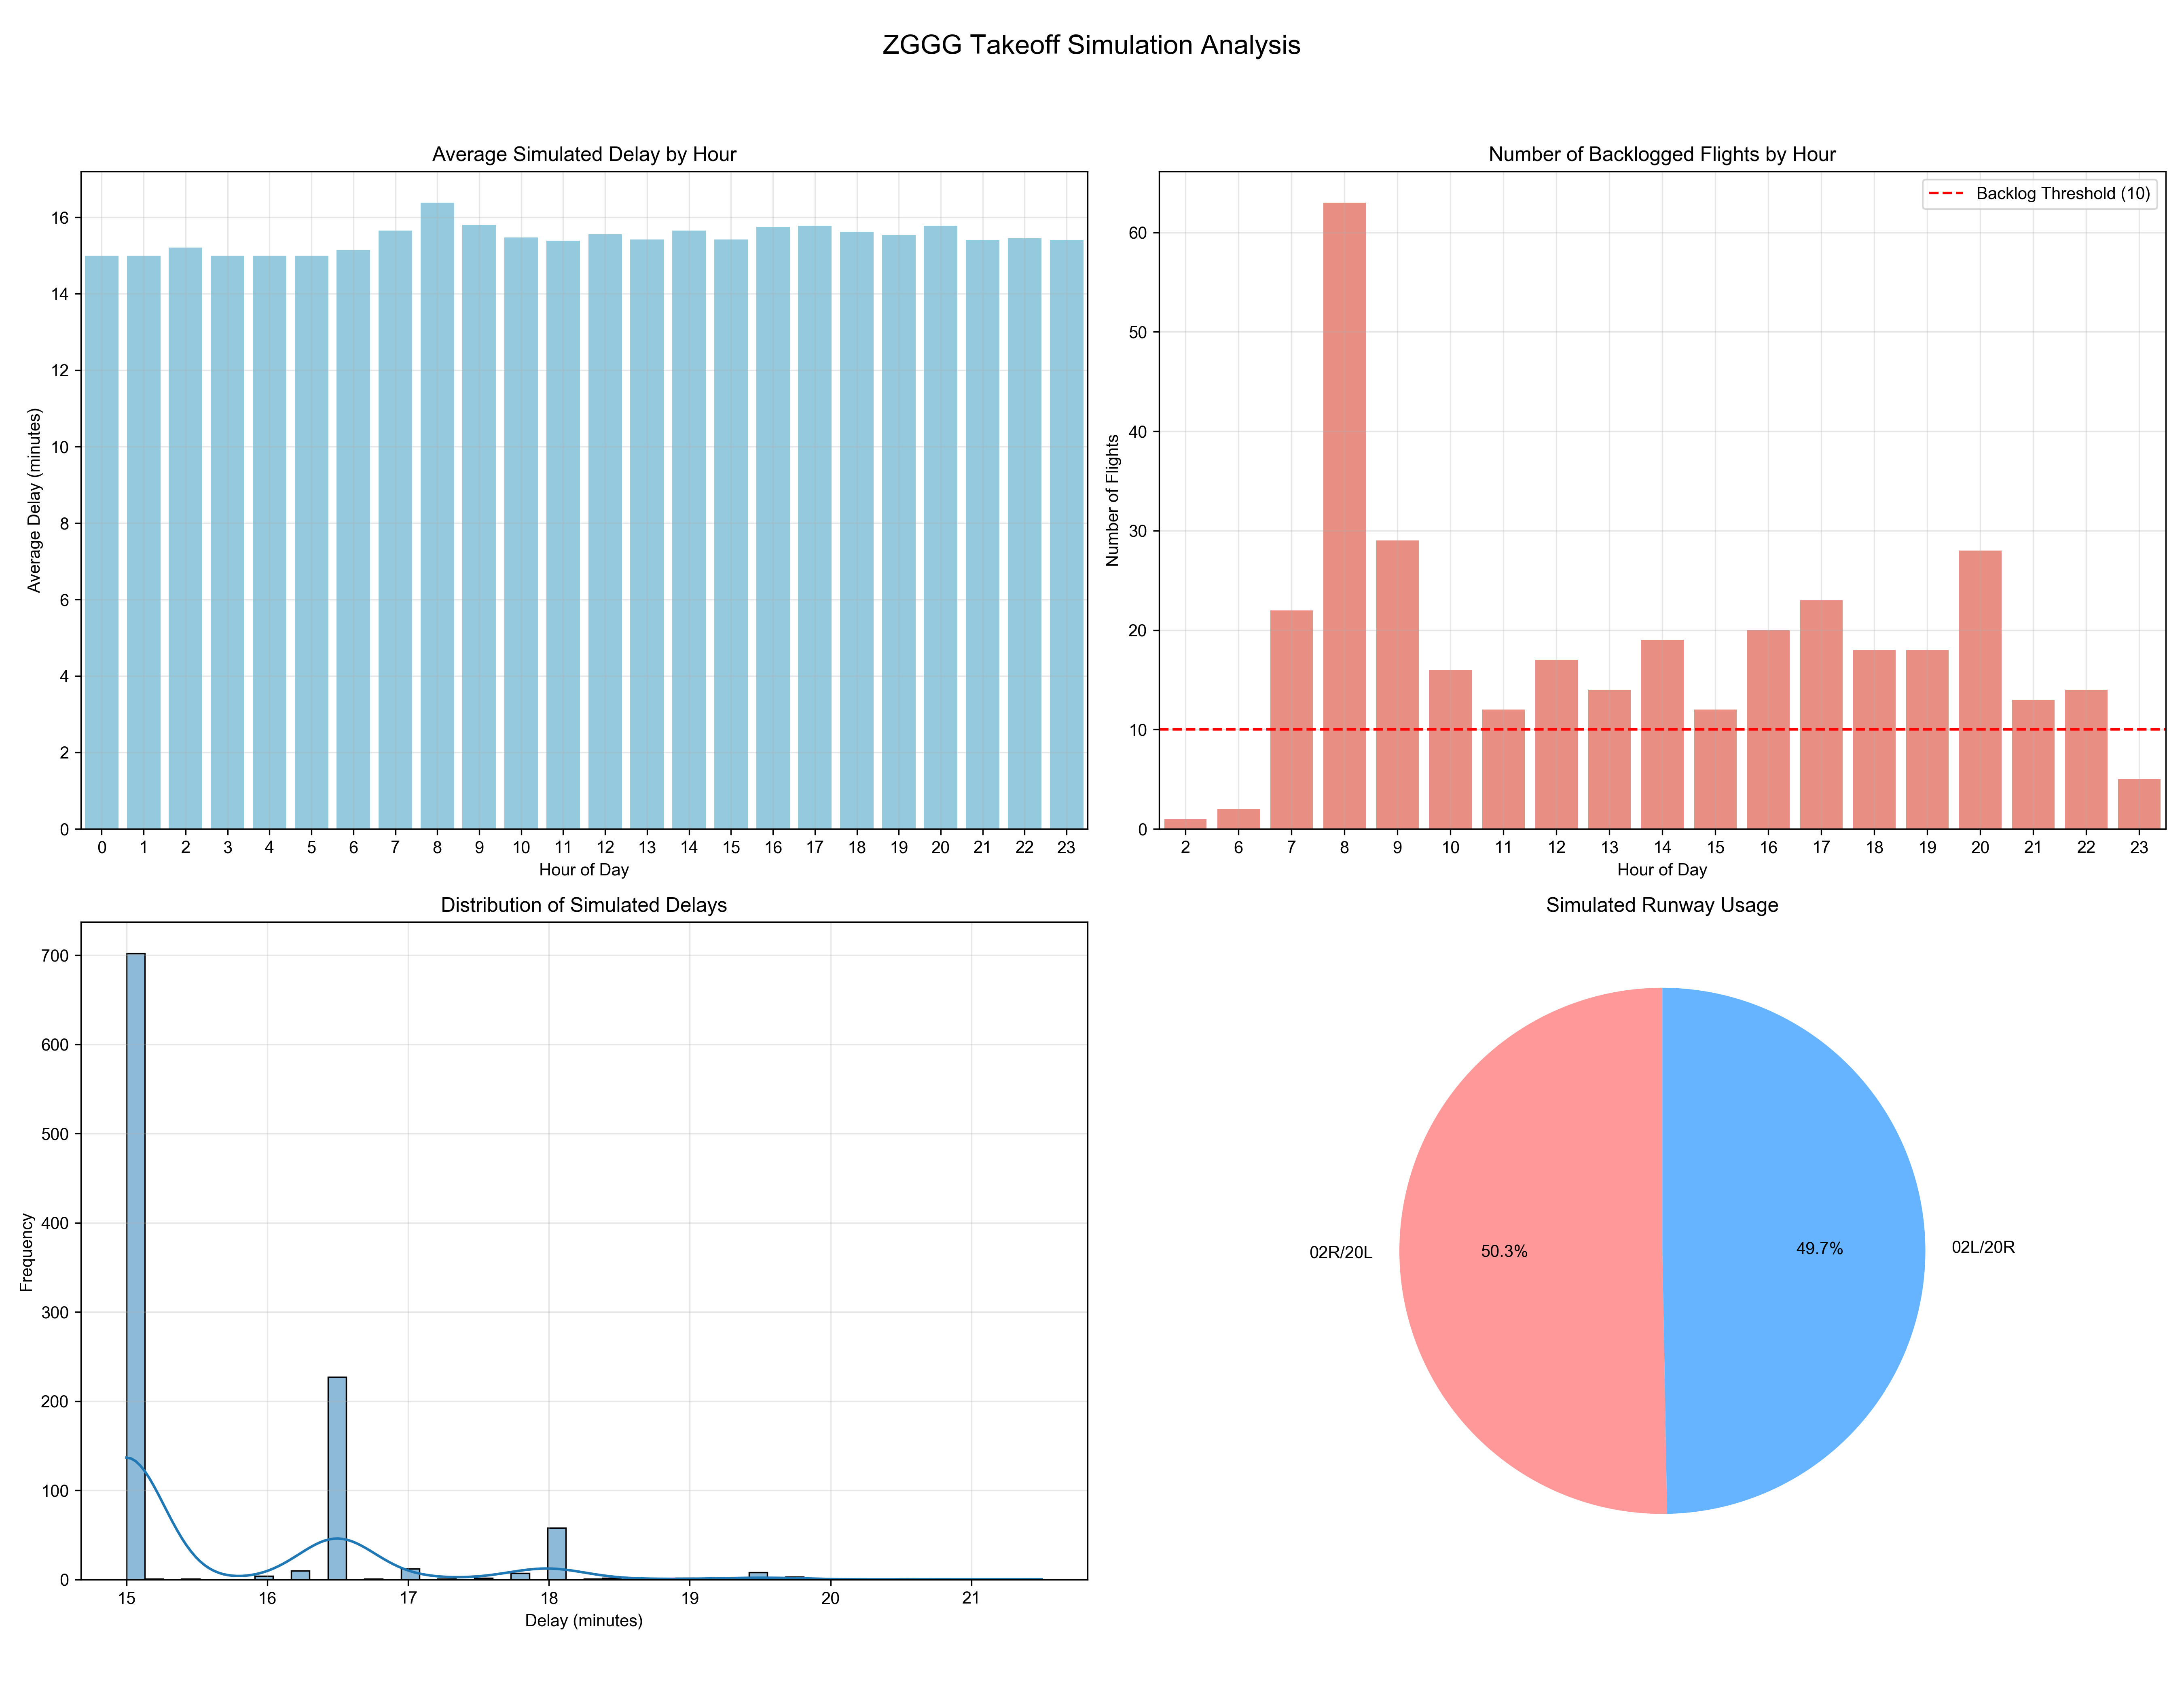 ZGGG Takeoff Simulation Analysis
Average Simulated Delay by Hour
Average Delay (minutes)
16
14
12
10
8
6
4
2
0
0 1 2 3 4 5 6 7 8 9 10 11 12 13 14 15 16 17 18 19 20 21 22 23
Hour of Day
Number of Backlogged Flights by Hour
Backlog Threshold (10)
Number of Flights
60
50
40
30
20
10
0
2 6 7 8 9 10 11 12 13 14 15 16 17 18 19 20 21 22 23
Hour of Day
Distribution of Simulated Delays
Frequency
700
600
500
400
300
200
100
0
15 16 17 18 19 20 21
Delay (minutes)
Simulated Runway Usage
02R/20L
50.3%
49.7%
02L/20R